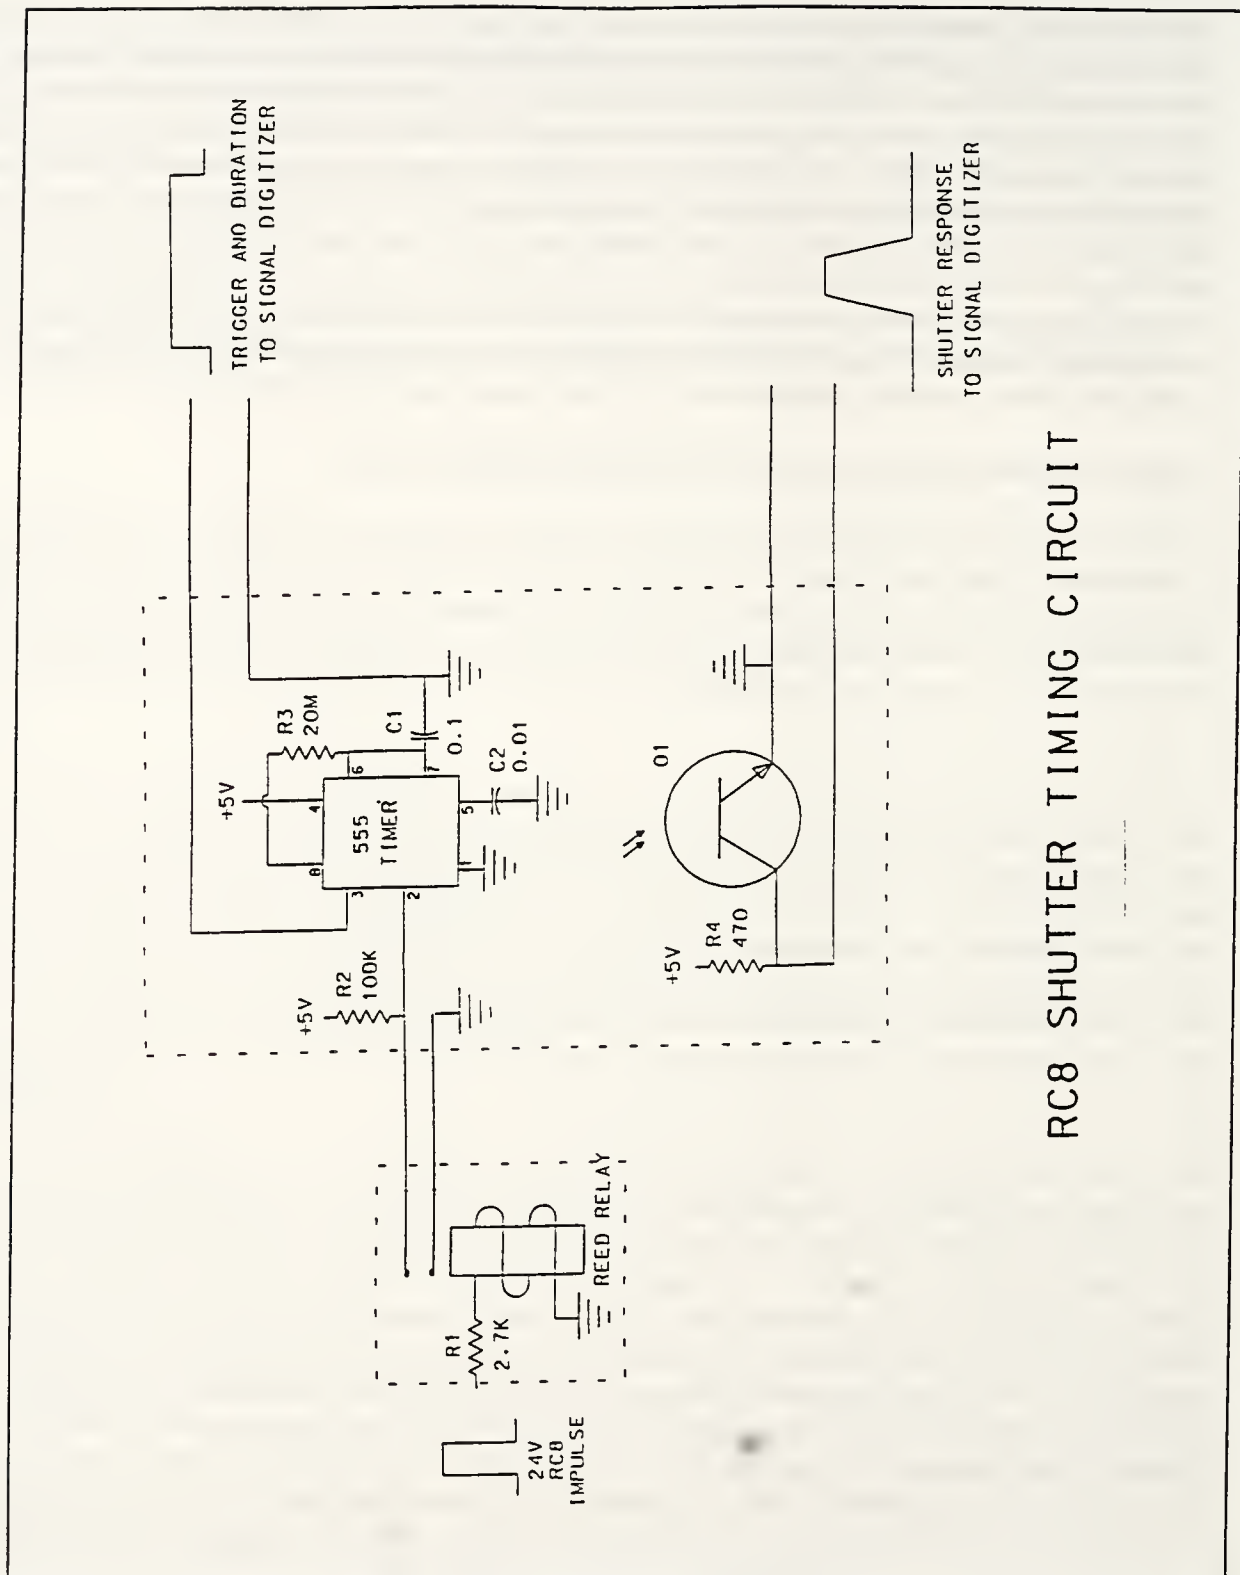 24V
RC8
IMPULSE
R1
2.7K
REED RELAY
+5V
R2
100K
3
8
4
2
1
5
6
7
555
TIMER
+5V
R3
20M
C1
0.1
C2
0.01
TRIGGER AND DURATION
TO SIGNAL DIGITIZER
+5V
R4
470
Q1
SHUTTER RESPONSE
TO SIGNAL DIGITIZER
RC8 SHUTTER TIMING CIRCUIT